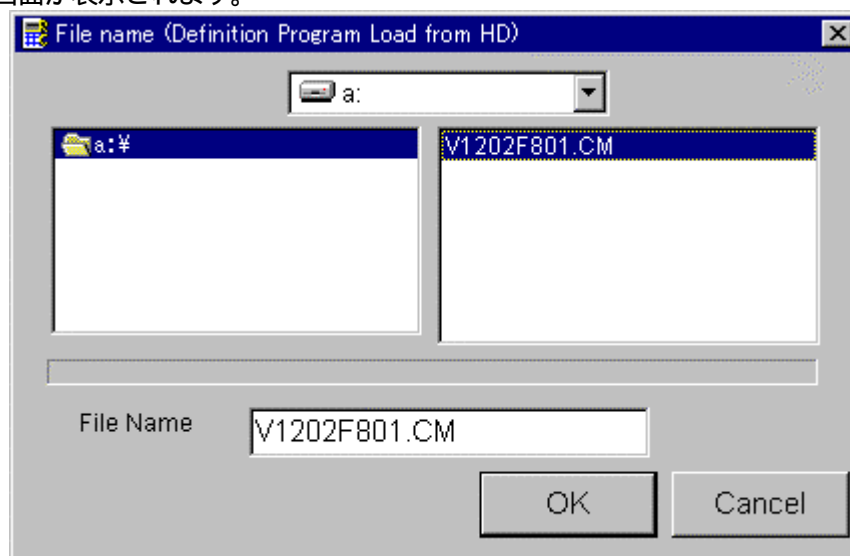 画面が表示されます。
File name (Definition Program Load from HD)
a:
a:¥
V1202F801.CM
File Name
V1202F801.CM
OK
Cancel